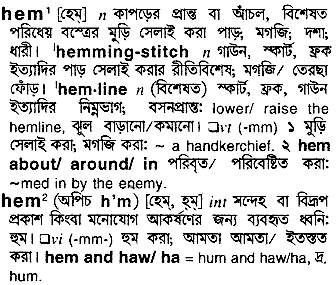 hem¹ [হেম্] n কাপড়ের প্রান্ত বা আঁচল, বিশেষত
পরিধেয় বস্ত্রের মুড়ি সেলাই করা পাড়; মগজি; দশা;
ধারী। ˈhemming-stitch n গাউন, স্কার্ট, ফ্রক
ইত্যাদির পাড় সেলাই করার রীতিবিশেষ; মগজি/ তেরছা
ফোঁড়। ˈhem·line n (বিশেষত) স্কার্ট, ফ্রক, গাউন
ইত্যাদির নিম্নভাগ; বসনপ্রান্ত: lower/ raise the
hemline, ঝুল বাড়ানো/ কমানো। □vt (-mm) ১ মুড়ি
সেলাই করা; মগজি করা: ~ a handkerchief. ২ hem
about/ around/ in পরিবৃত/ পরিবেষ্টিত করা:
~med in by the enemy.
hem² (অপিচ h'm) [হেম্, হ্‌ম্] int সন্দেহ বা বিদ্রূপ
প্রকাশ কিংবা মনোযোগ আকর্ষণের জন্য ব্যবহৃত ধ্বনি:
হুম। □vi (-mm-) হুম করা; আমতা আমতা/ ইতস্তত
করা। hem and haw/ ha = hum and haw/ha, দ্র.
hum.